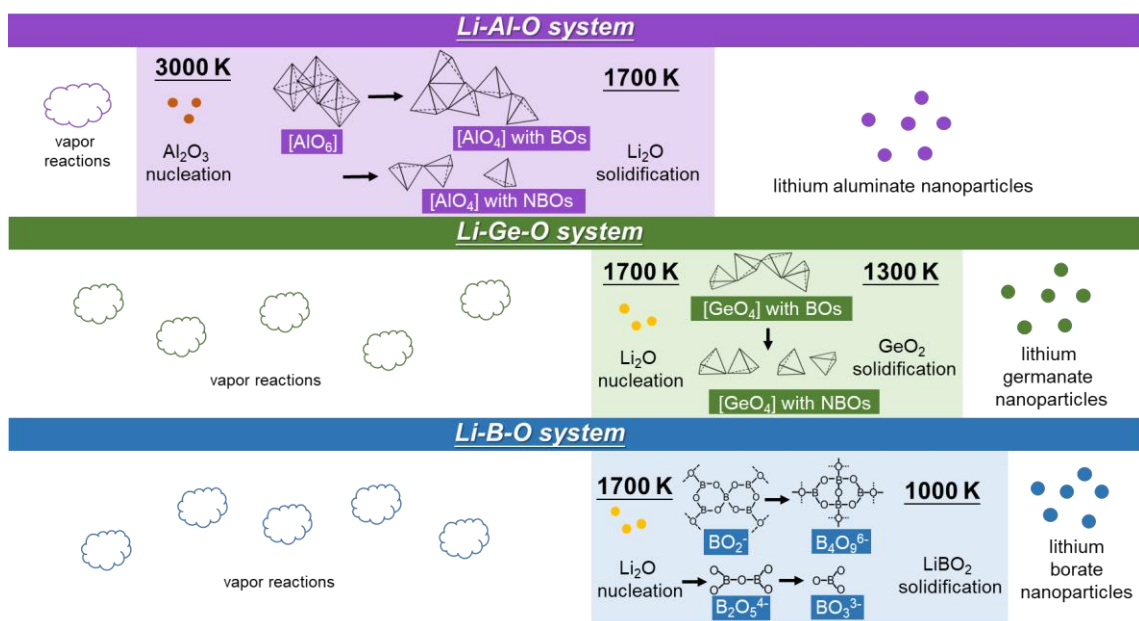 Li-Al-O system
3000 K
1700 K
vapor
reactions
Al₂O₃
nucleation
[AlO₆]
[AlO₄] with BOs
[AlO₄] with NBOs
Li₂O
solidification
lithium aluminate nanoparticles
Li-Ge-O system
1700 K
1300 K
vapor reactions
Li₂O
nucleation
[GeO₄] with BOs
[GeO₄] with NBOs
GeO₂
solidification
lithium
germanate
nanoparticles
Li-B-O system
1700 K
1000 K
vapor reactions
Li₂O
nucleation
BO₂⁻
B₄O₉⁶⁻
B₂O₅⁴⁻
BO₃³⁻
LiBO₂
solidification
lithium
borate
nanoparticles